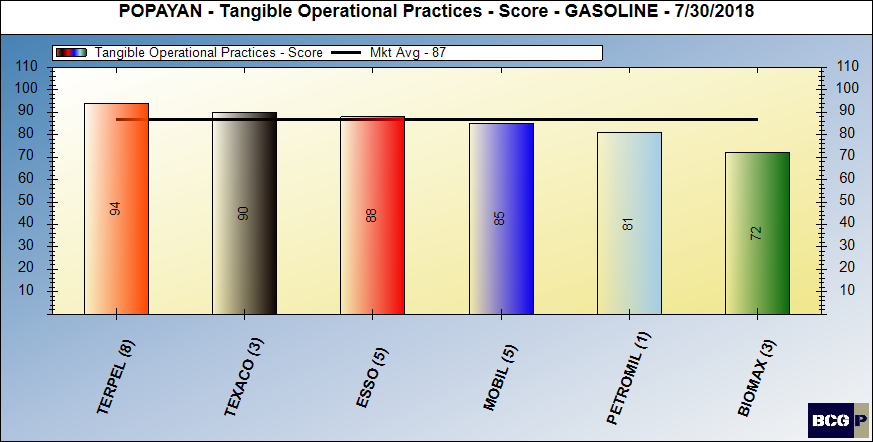 POPAYAN - Tangible Operational Practices - Score - GASOLINE - 7/30/2018
Tangible Operational Practices - Score Mkt Avg - 87
110 110
100 100
90 90
80 80
70 70
60 60
50 50
40 40
30 30
20 20
10 10
94 90 88 85 81 72
TERPEL (8) TEXACO (3) ESSO (5) MOBIL (5) PETROMIL (1) BIOMAX (3)
BCG P